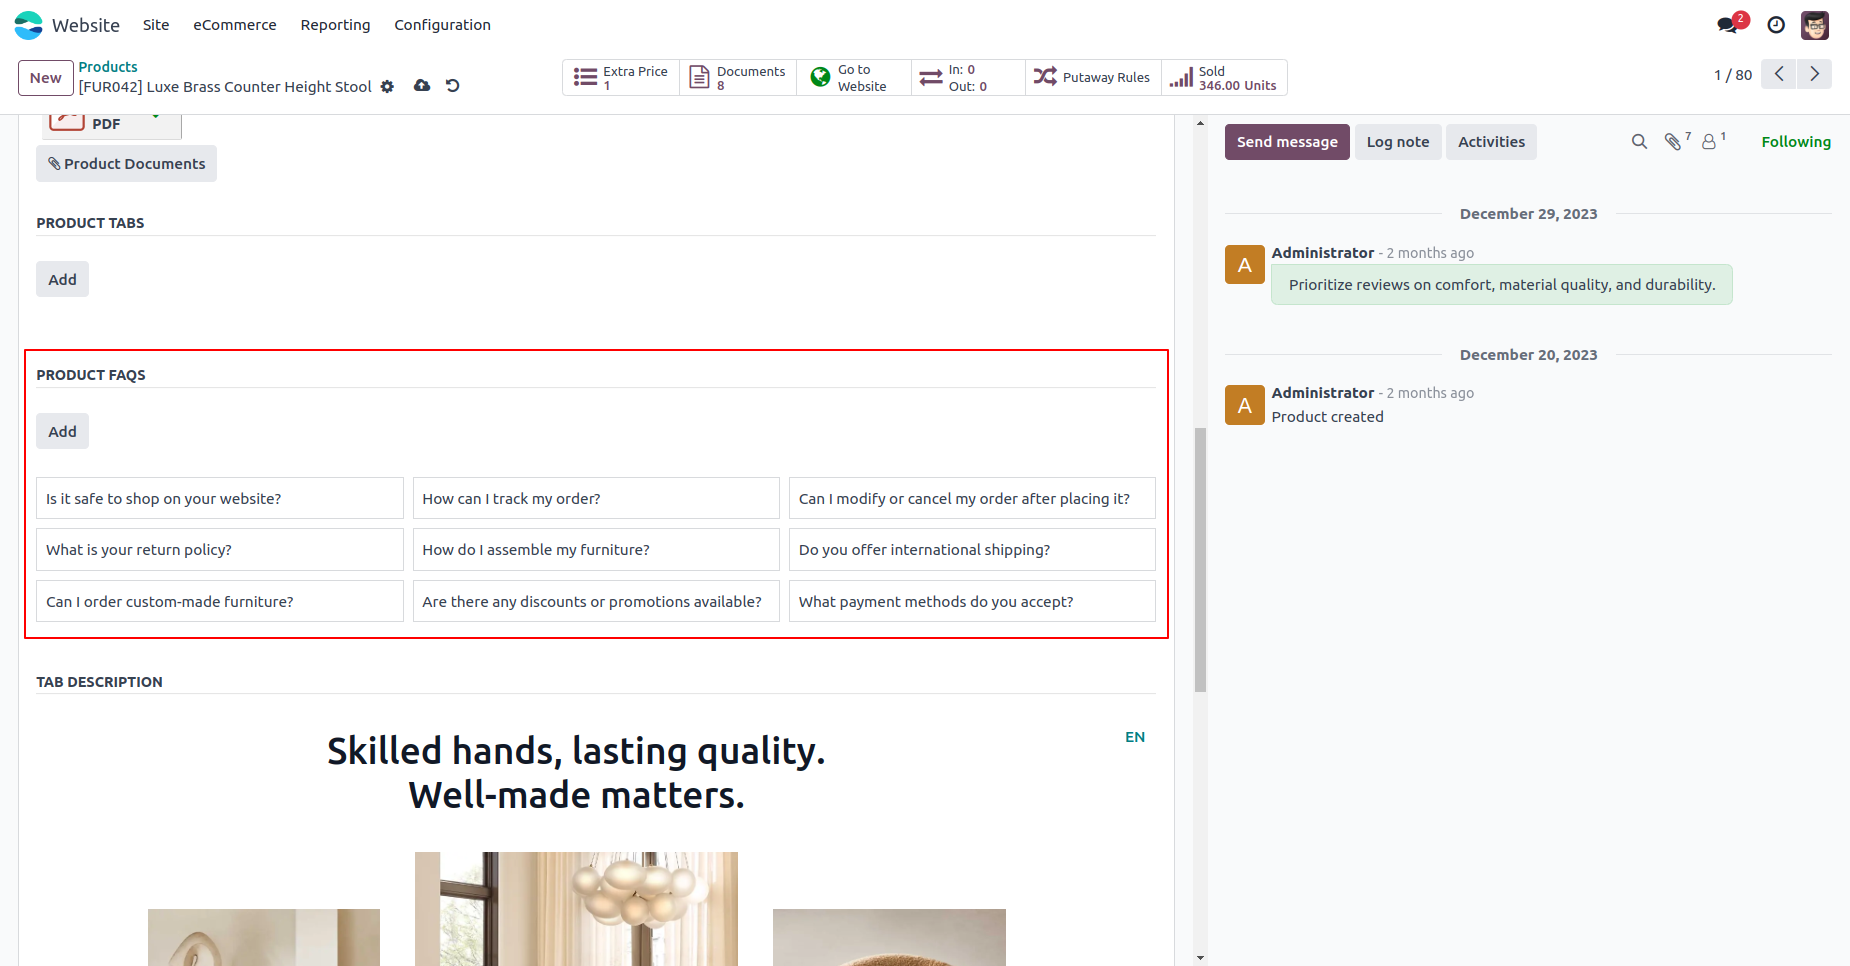 Website Site eCommerce Reporting Configuration 2
New Products
[FUR042] Luxe Brass Counter Height Stool
Extra Price
1
Documents
8
Go to
Website
In: 0
Out: 0
Putaway Rules
Sold
346.00 Units
1 / 80
PDF
Product Documents
PRODUCT TABS
Add
PRODUCT FAQS
Add
Is it safe to shop on your website?
How can I track my order?
Can I modify or cancel my order after placing it?
What is your return policy?
How do I assemble my furniture?
Do you offer international shipping?
Can I order custom-made furniture?
Are there any discounts or promotions available?
What payment methods do you accept?
TAB DESCRIPTION
EN
Skilled hands, lasting quality.
Well-made matters.
Send message Log note Activities 7 1 Following
December 29, 2023
A
Administrator - 2 months ago
Prioritize reviews on comfort, material quality, and durability.
December 20, 2023
A
Administrator - 2 months ago
Product created